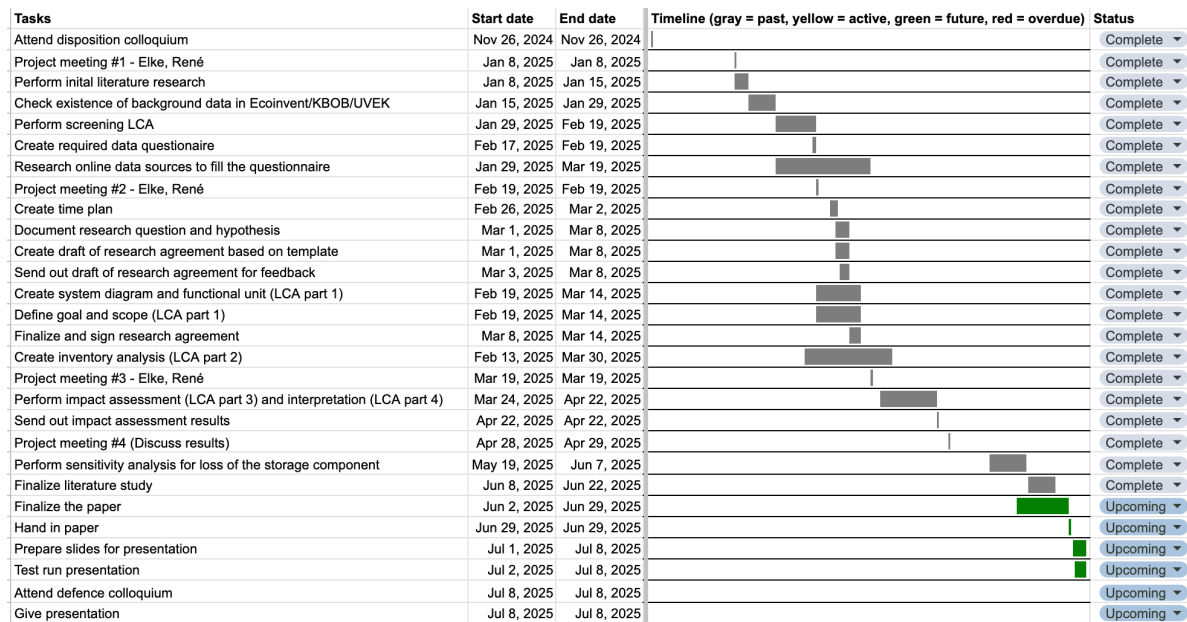 Tasks Start date End date Timeline (gray = past, yellow = active, green = future, red = overdue) Status
Attend disposition colloquium Nov 26, 2024 Nov 26, 2024 Complete
Project meeting #1 - Elke, René Jan 8, 2025 Jan 8, 2025 Complete
Perform inital literature research Jan 8, 2025 Jan 15, 2025 Complete
Check existence of background data in Ecoinvent/KBOB/UVEK Jan 15, 2025 Jan 29, 2025 Complete
Perform screening LCA Jan 29, 2025 Feb 19, 2025 Complete
Create required data questionaire Feb 17, 2025 Feb 19, 2025 Complete
Research online data sources to fill the questionnaire Jan 29, 2025 Mar 19, 2025 Complete
Project meeting #2 - Elke, René Feb 19, 2025 Feb 19, 2025 Complete
Create time plan Feb 26, 2025 Mar 2, 2025 Complete
Document research question and hypothesis Mar 1, 2025 Mar 8, 2025 Complete
Create draft of research agreement based on template Mar 1, 2025 Mar 8, 2025 Complete
Send out draft of research agreement for feedback Mar 3, 2025 Mar 8, 2025 Complete
Create system diagram and functional unit (LCA part 1) Feb 19, 2025 Mar 14, 2025 Complete
Define goal and scope (LCA part 1) Feb 19, 2025 Mar 14, 2025 Complete
Finalize and sign research agreement Mar 8, 2025 Mar 14, 2025 Complete
Create inventory analysis (LCA part 2) Feb 13, 2025 Mar 30, 2025 Complete
Project meeting #3 - Elke, René Mar 19, 2025 Mar 19, 2025 Complete
Perform impact assessment (LCA part 3) and interpretation (LCA part 4) Mar 24, 2025 Apr 22, 2025 Complete
Send out impact assessment results Apr 22, 2025 Apr 22, 2025 Complete
Project meeting #4 (Discuss results) Apr 28, 2025 Apr 29, 2025 Complete
Perform sensitivity analysis for loss of the storage component May 19, 2025 Jun 7, 2025 Complete
Finalize literature study Jun 8, 2025 Jun 22, 2025 Complete
Finalize the paper Jun 2, 2025 Jun 29, 2025 Upcoming
Hand in paper Jun 29, 2025 Jun 29, 2025 Upcoming
Prepare slides for presentation Jul 1, 2025 Jul 8, 2025 Upcoming
Test run presentation Jul 2, 2025 Jul 8, 2025 Upcoming
Attend defence colloquium Jul 8, 2025 Jul 8, 2025 Upcoming
Give presentation Jul 8, 2025 Jul 8, 2025 Upcoming